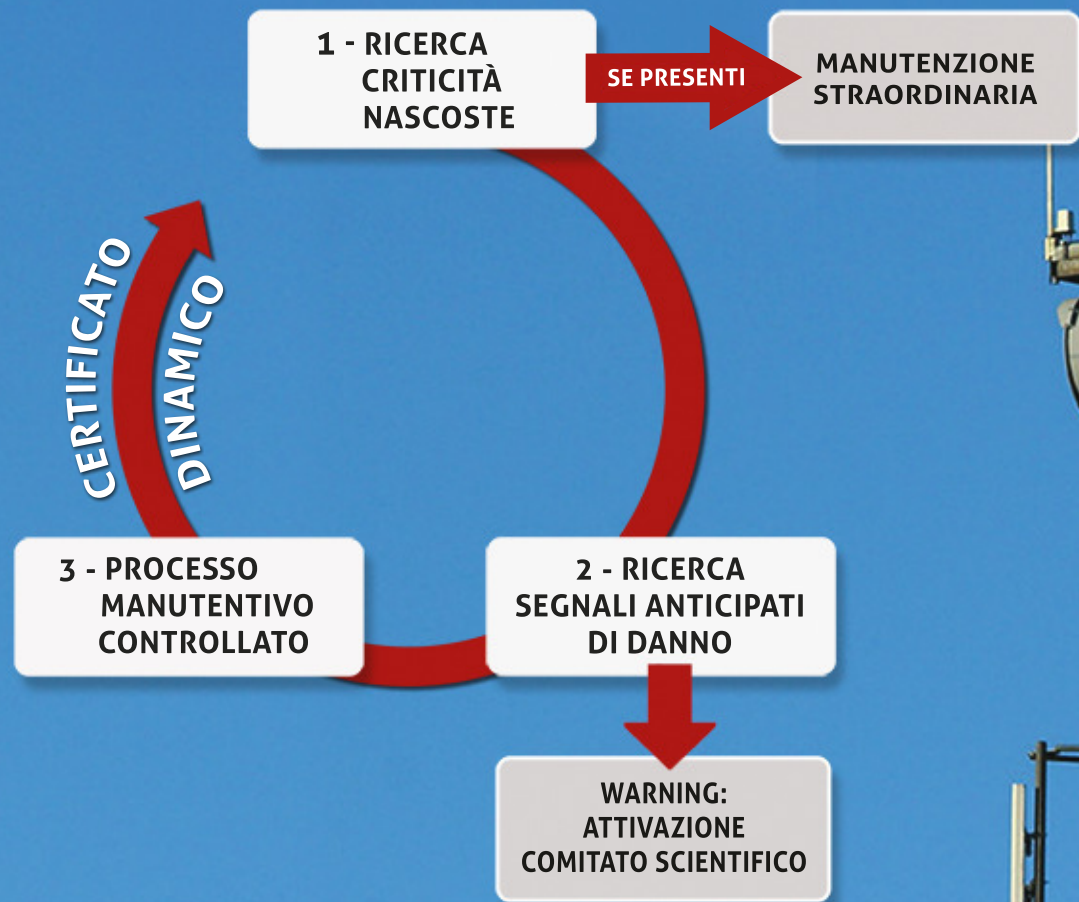 1 - RICERCA
CRITICITÀ
NASCOSTE
SE PRESENTI
MANUTENZIONE
STRAORDINARIA
CERTIFICATO
DINAMICO
3 - PROCESSO
MANUTENTIVO
CONTROLLATO
2 - RICERCA
SEGNALI ANTICIPATI
DI DANNO
WARNING:
ATTIVAZIONE
COMITATO SCIENTIFICO